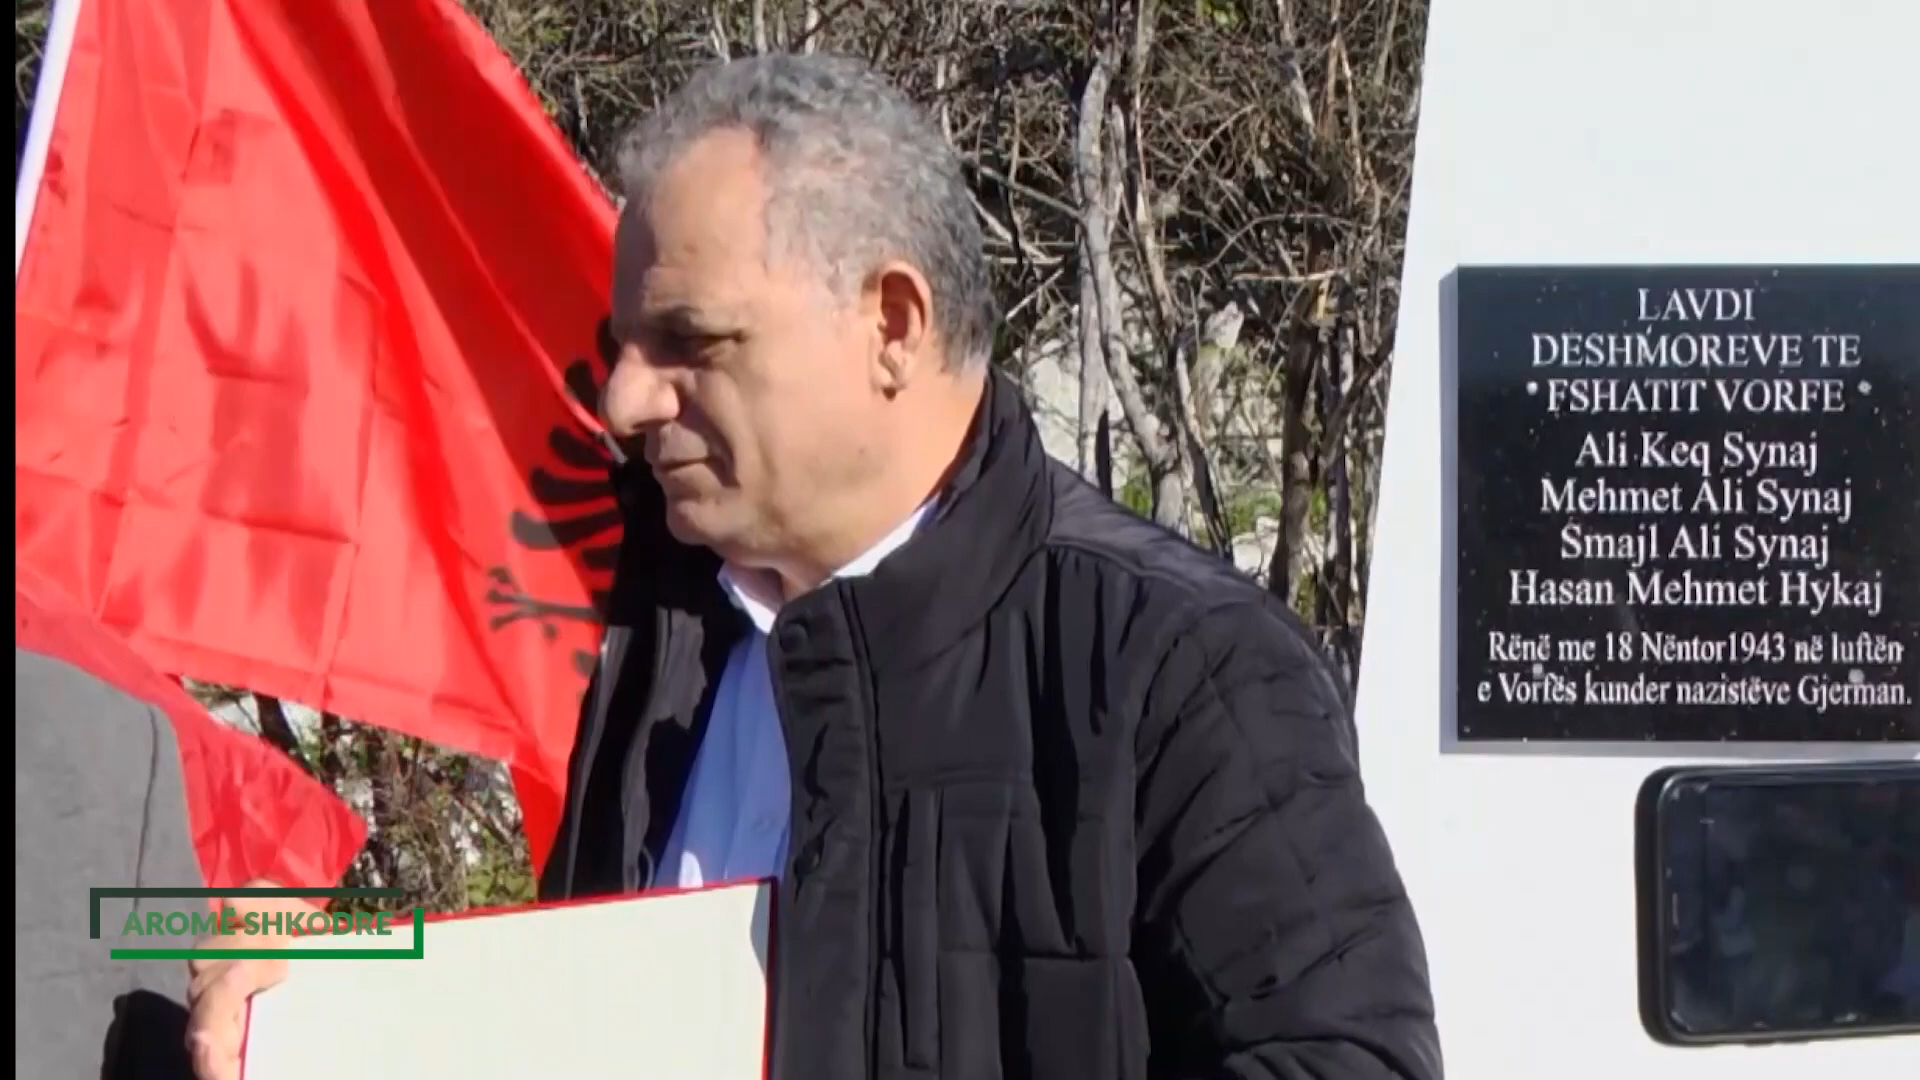 LAVDI
DESHMOREVE TE
• FSHATIT VORFE •
Ali Keq Synaj
Mehmet Ali Synaj
Smajl Ali Synaj
Hasan Mehmet Hykaj
Rënë me 18 Nëntor1943 në luftën
e Vorfës kunder nazistëve Gjerman.
AROMË SHKODRE